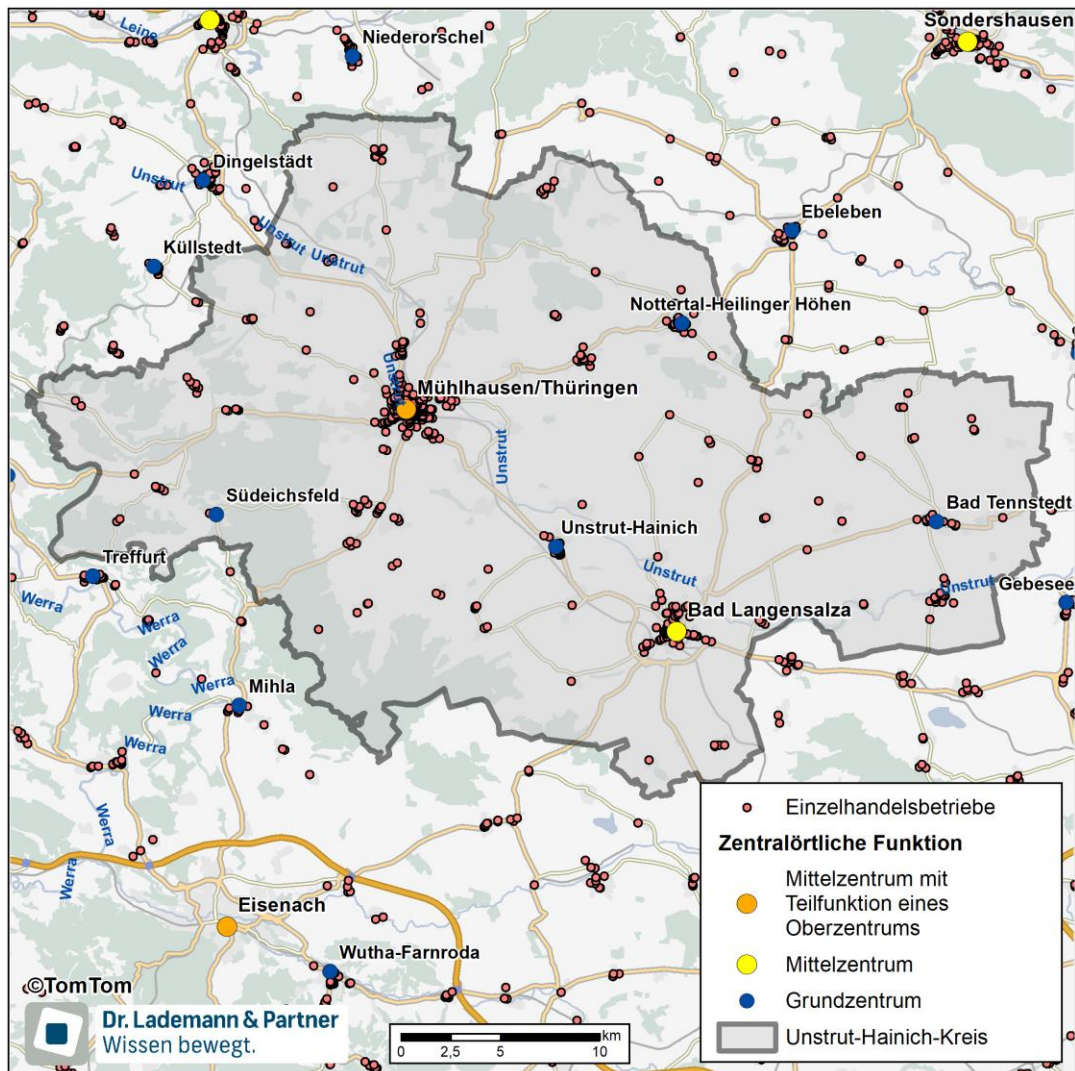 Leine
Niederorschel
Sondershausen
Dingelstädt
Unstrut
Unstrut
Unstrut
Ebeleben
Küllstedt
Nottertal-Heilinger Höhen
Unstrut
Mühlhausen/Thüringen
Unstrut
Südeichsfeld
Bad Tennstedt
Unstrut-Hainich
Treffurt
Unstrut
Unstrut
Gebesee
Werra
Werra
Bad Langensalza
Werra
Werra
Mihla
Werra
Werra
Werra
Werra
Eisenach
Wutha-Farnroda
©TomTom
Dr. Lademann & Partner
Wissen bewegt.
km
0 2,5 5 10
Einzelhandelsbetriebe
Zentralörtliche Funktion
Mittelzentrum mit
Teilfunktion eines
Oberzentrums
Mittelzentrum
Grundzentrum
Unstrut-Hainich-Kreis